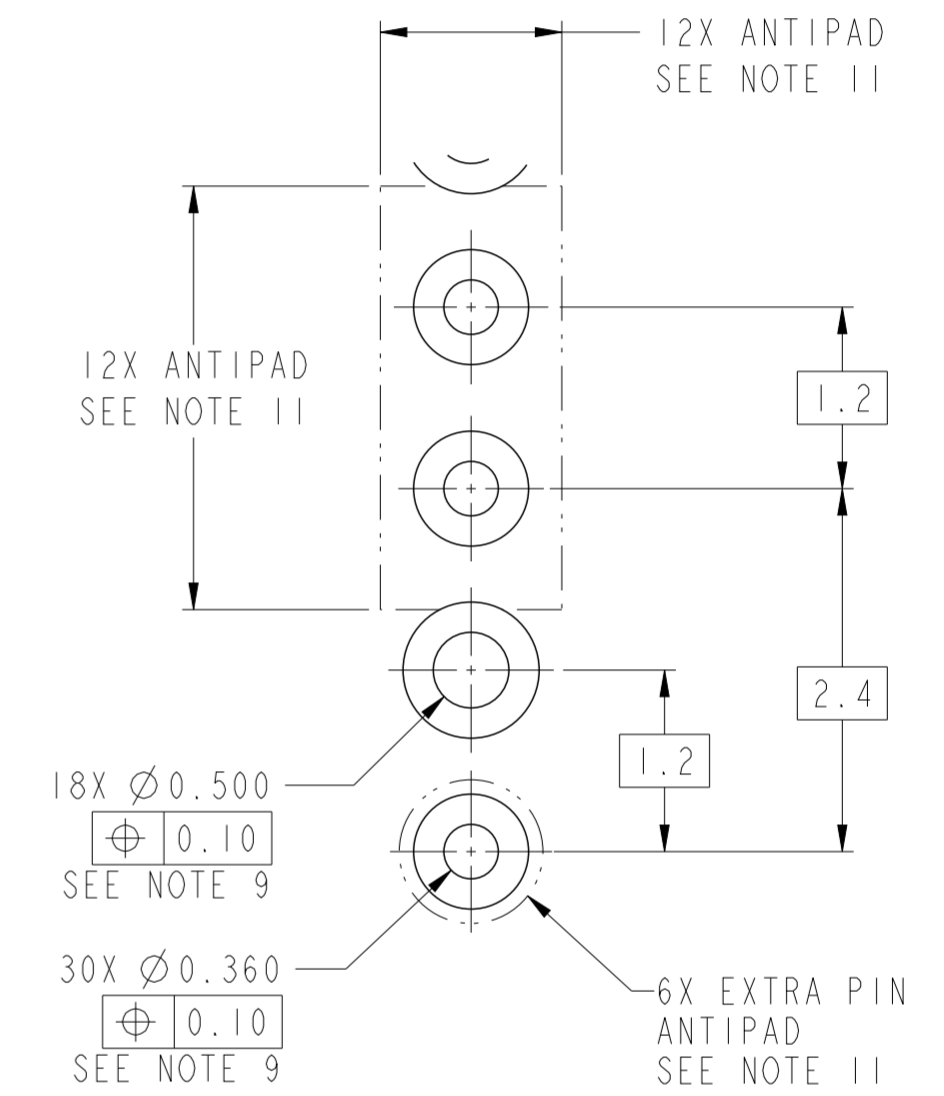 12X ANTIPAD
SEE NOTE 11
12X ANTIPAD
SEE NOTE 11
1.2
2.4
1.2
18X Ø0.500
⌖ 0.10
SEE NOTE 9
30X Ø0.360
⌖ 0.10
SEE NOTE 9
6X EXTRA PIN
ANTIPAD
SEE NOTE 11